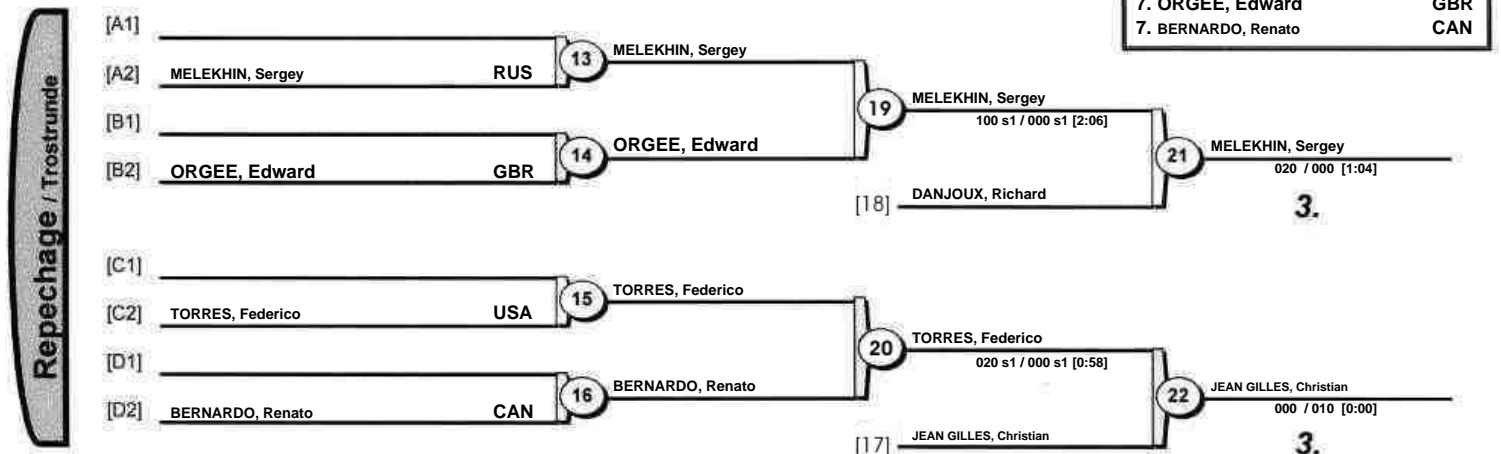 7. ORGEE, Edward GBR
7. BERNARDO, Renato CAN
Repechage / Trostrunde
[A1]
[A2] MELEKHIN, Sergey RUS
13 MELEKHIN, Sergey
[B1]
[B2] ORGEE, Edward GBR
14 ORGEE, Edward
19 MELEKHIN, Sergey
100 s1 / 000 s1 [2:06]
[18] DANJOUX, Richard
21 MELEKHIN, Sergey
020 / 000 [1:04]
3.
[C1]
[C2] TORRES, Federico USA
15 TORRES, Federico
[D1]
[D2] BERNARDO, Renato CAN
16 BERNARDO, Renato
20 TORRES, Federico
020 s1 / 000 s1 [0:58]
[17] JEAN GILLES, Christian
22 JEAN GILLES, Christian
000 / 010 [0:00]
3.